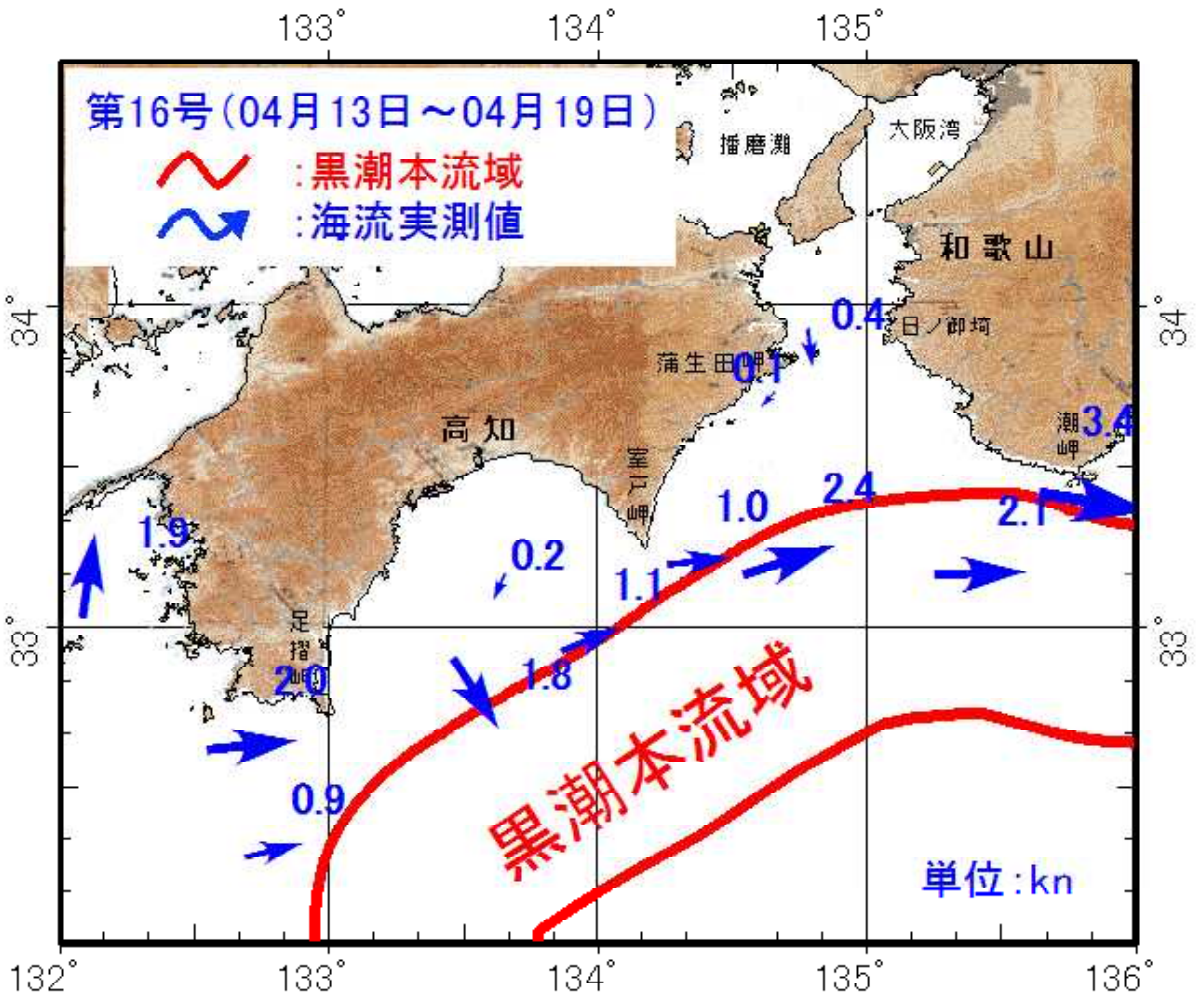 133°
134°
135°
第16号(04月13日～04月19日)
:黒潮本流域
:海流実測値
播磨灘
大阪湾
和歌山
34°
34°
0.4
日ノ御埼
蒲生田岬
0.1
高知
室戸岬
潮岬
3.4
1.0
2.4
2.1
1.9
0.2
1.1
33°
33°
足摺岬
2.0
1.8
黒潮本流域
0.9
単位:kn
132°
133°
134°
135°
136°